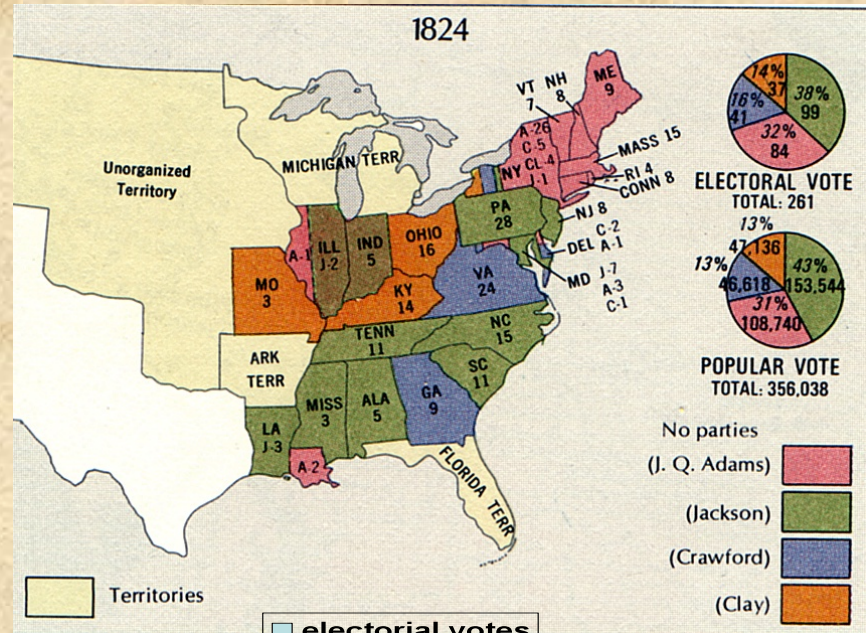 1824
Unorganized
Territory
MICHIGAN TERR
VT
7
NH
8
ME
9
A-26
C-5
NY CL-4
J-1
MASS 15
RI 4
CONN 8
PA
28
NJ 8
C-2
DEL A-1
MD J-7
A-3
C-1
A-1
ILL
J-2
IND
5
OHIO
16
MO
3
KY
14
VA
24
ARK
TERR
TENN
11
NC
15
SC
11
MISS
3
ALA
5
GA
9
LA
J-3
A-2
FLORIDA TERR
14%
37
38%
99
16%
41
32%
84
ELECTORAL VOTE
TOTAL: 261
13%
47,136
43%
153,544
13%
46,618
31%
108,740
POPULAR VOTE
TOTAL: 356,038
No parties
(J. Q. Adams)
(Jackson)
(Crawford)
(Clay)
Territories
electorial votes